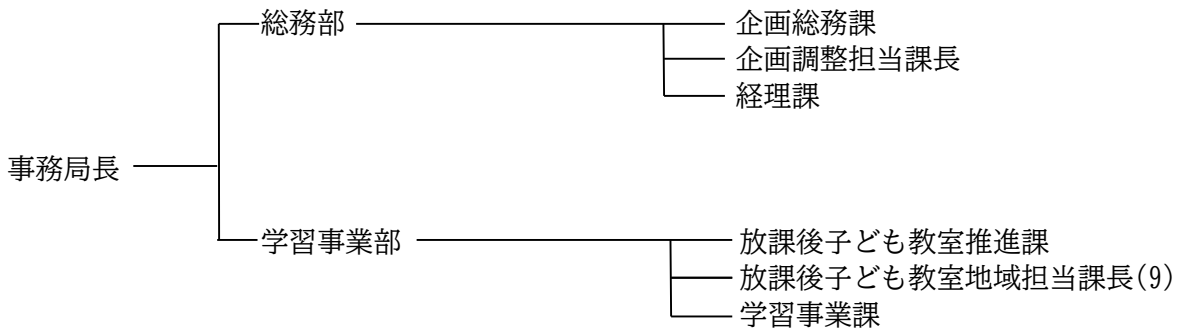 総務部
企画総務課
企画調整担当課長
経理課
事務局長
学習事業部
放課後子ども教室推進課
放課後子ども教室地域担当課長(9)
学習事業課